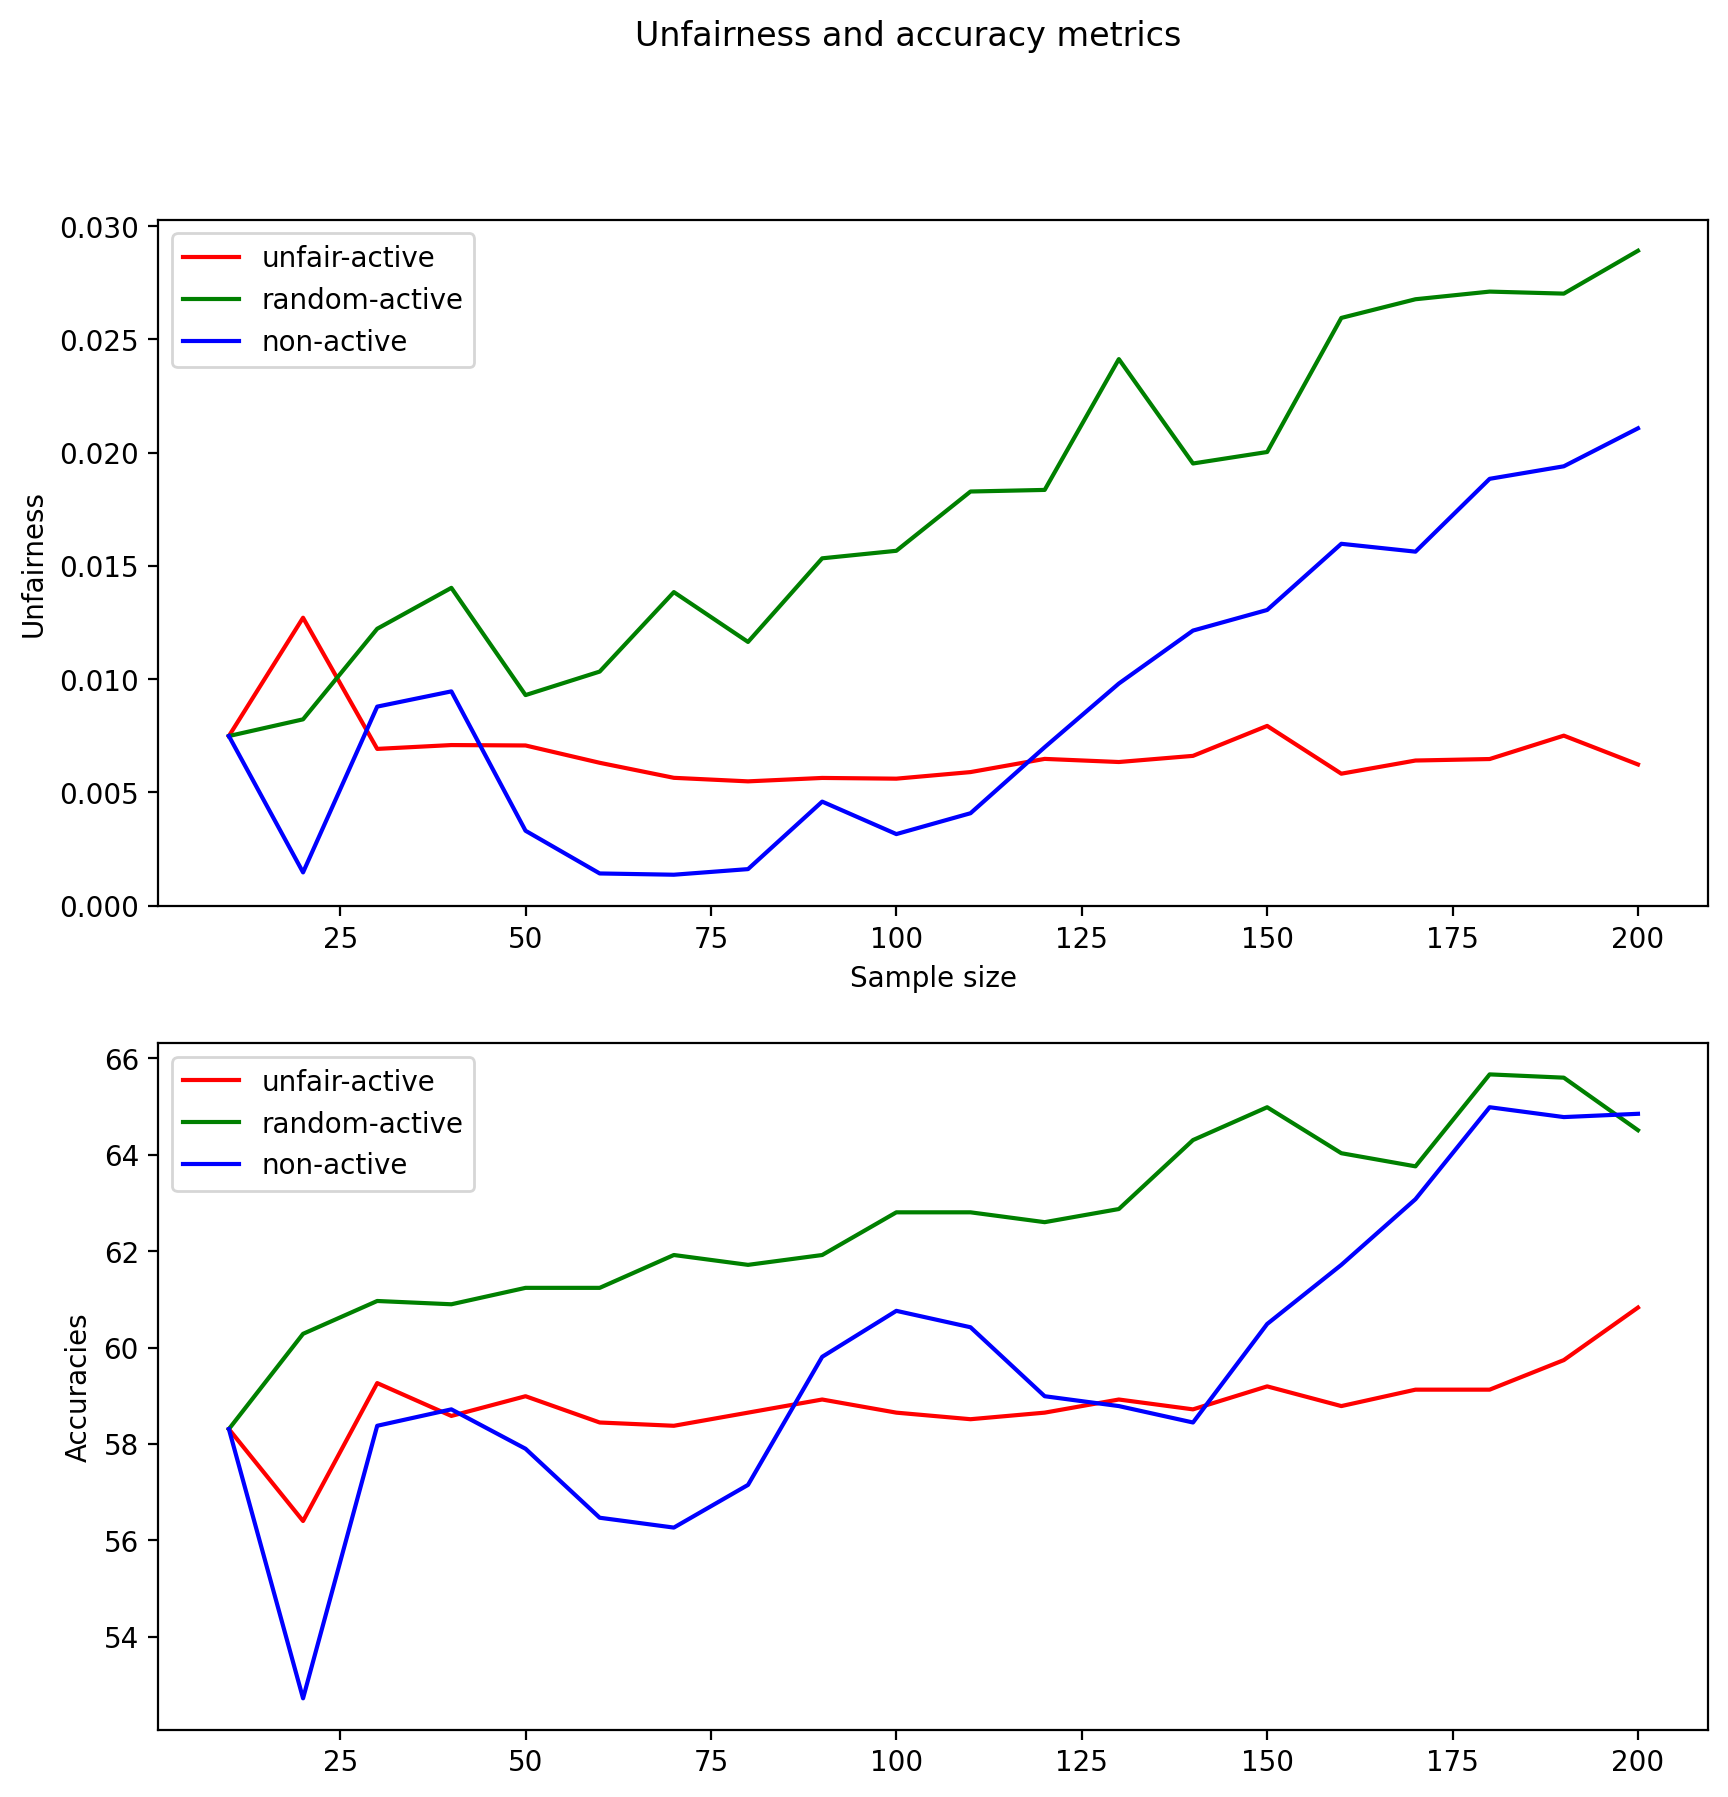 Unfairness and accuracy metrics
0.030
0.025
0.020
0.015
0.010
0.005
0.000
Unfairness
unfair-active
random-active
non-active
25 50 75 100 125 150 175 200
Sample size
66
64
62
60
58
56
54
Accuracies
unfair-active
random-active
non-active
25 50 75 100 125 150 175 200